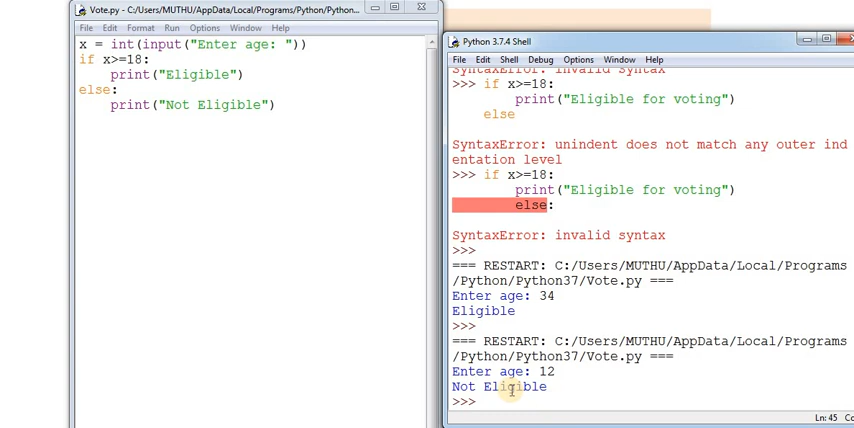 Vote.py - C:/Users/MUTHU/AppData/Local/Programs/Python/Python...
File Edit Format Run Options Window Help
x = int(input("Enter age: "))
if x>=18:
    print("Eligible")
else:
    print("Not Eligible")
Python 3.7.4 Shell
File Edit Shell Debug Options Window Help
SyntaxError: invalid syntax
>>> if x>=18:
        print("Eligible for voting")
    else
SyntaxError: unindent does not match any outer ind
entation level
>>> if x>=18:
        print("Eligible for voting")
        else:
SyntaxError: invalid syntax
>>>
=== RESTART: C:/Users/MUTHU/AppData/Local/Programs
/Python/Python37/Vote.py ===
Enter age: 34
Eligible
>>>
=== RESTART: C:/Users/MUTHU/AppData/Local/Programs
/Python/Python37/Vote.py ===
Enter age: 12
Not Eligible
>>>
Ln: 45 Co